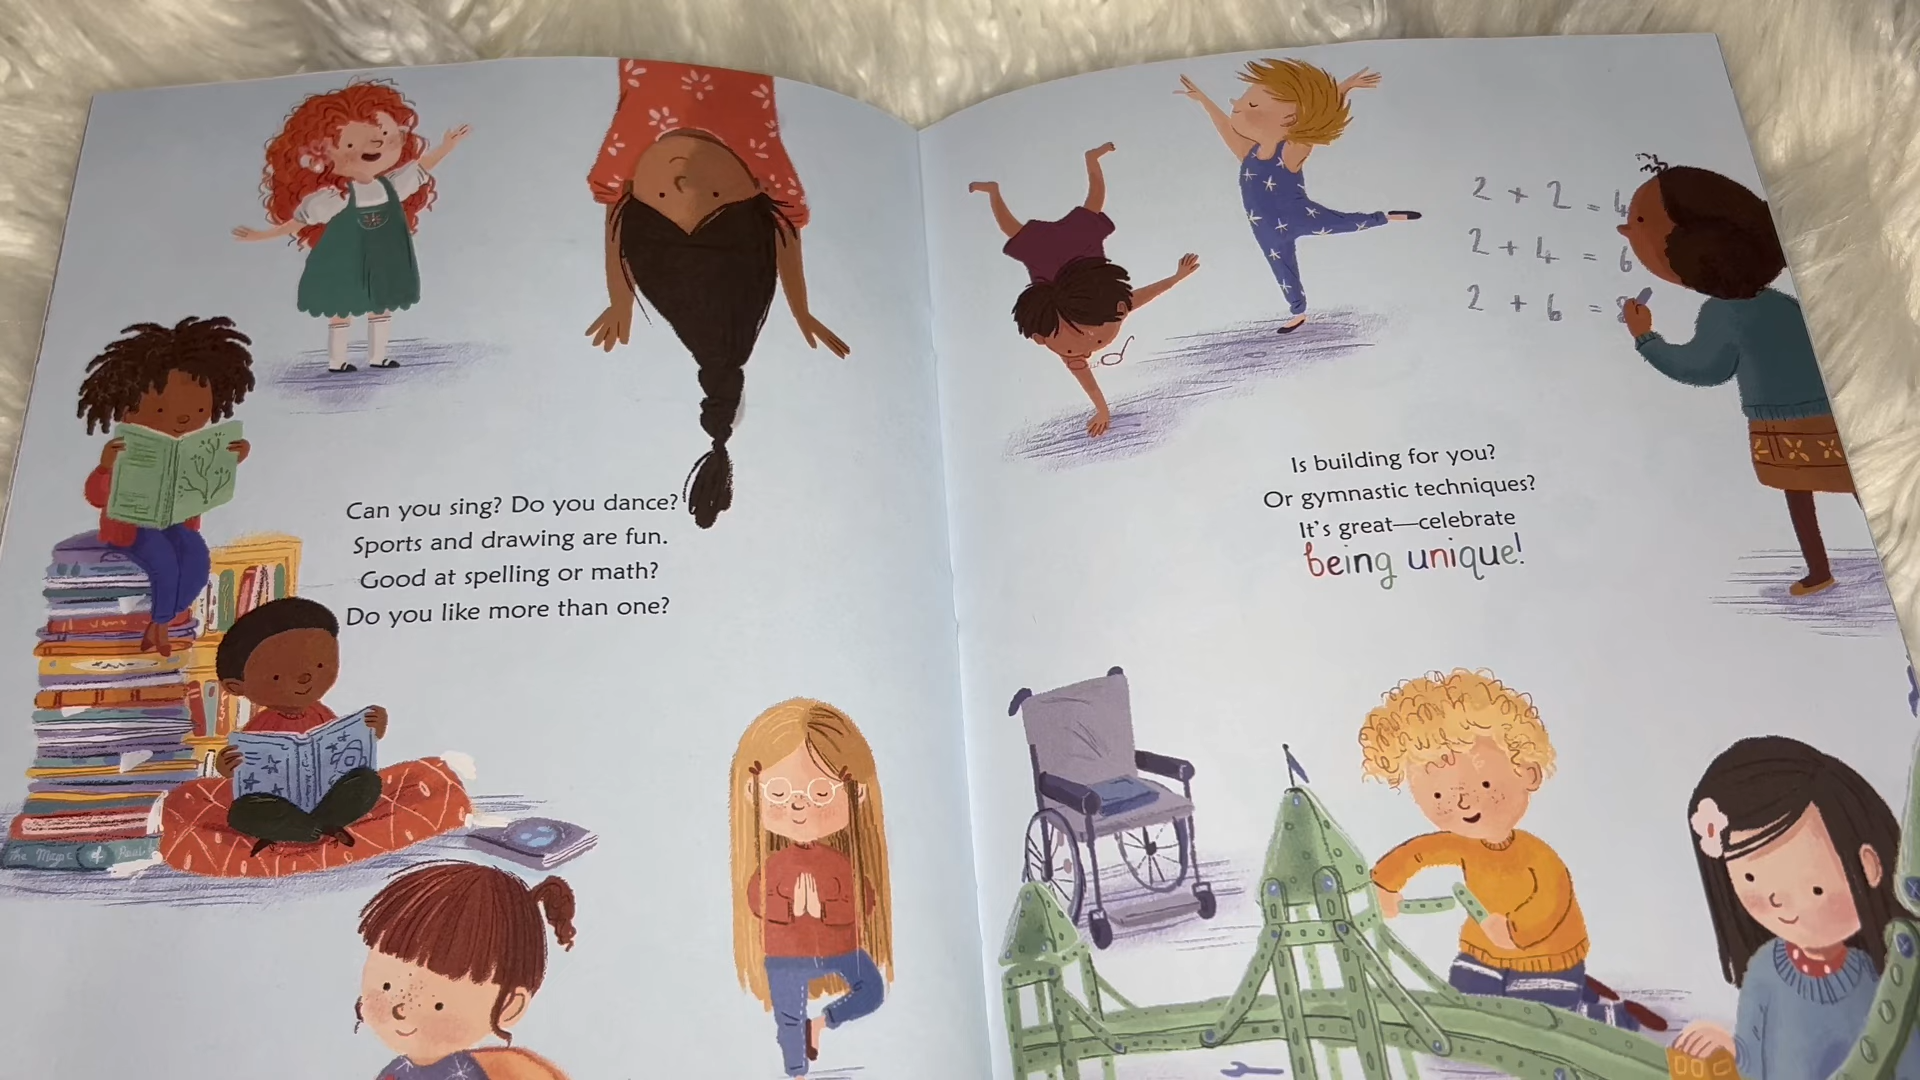 Can you sing? Do you dance?
Sports and drawing are fun.
Good at spelling or math?
Do you like more than one?
The Magic
2 + 2 = 4
2 + 4 = 6
2 + 6 = 8
Is building for you?
Or gymnastic techniques?
It's great—celebrate
being unique!